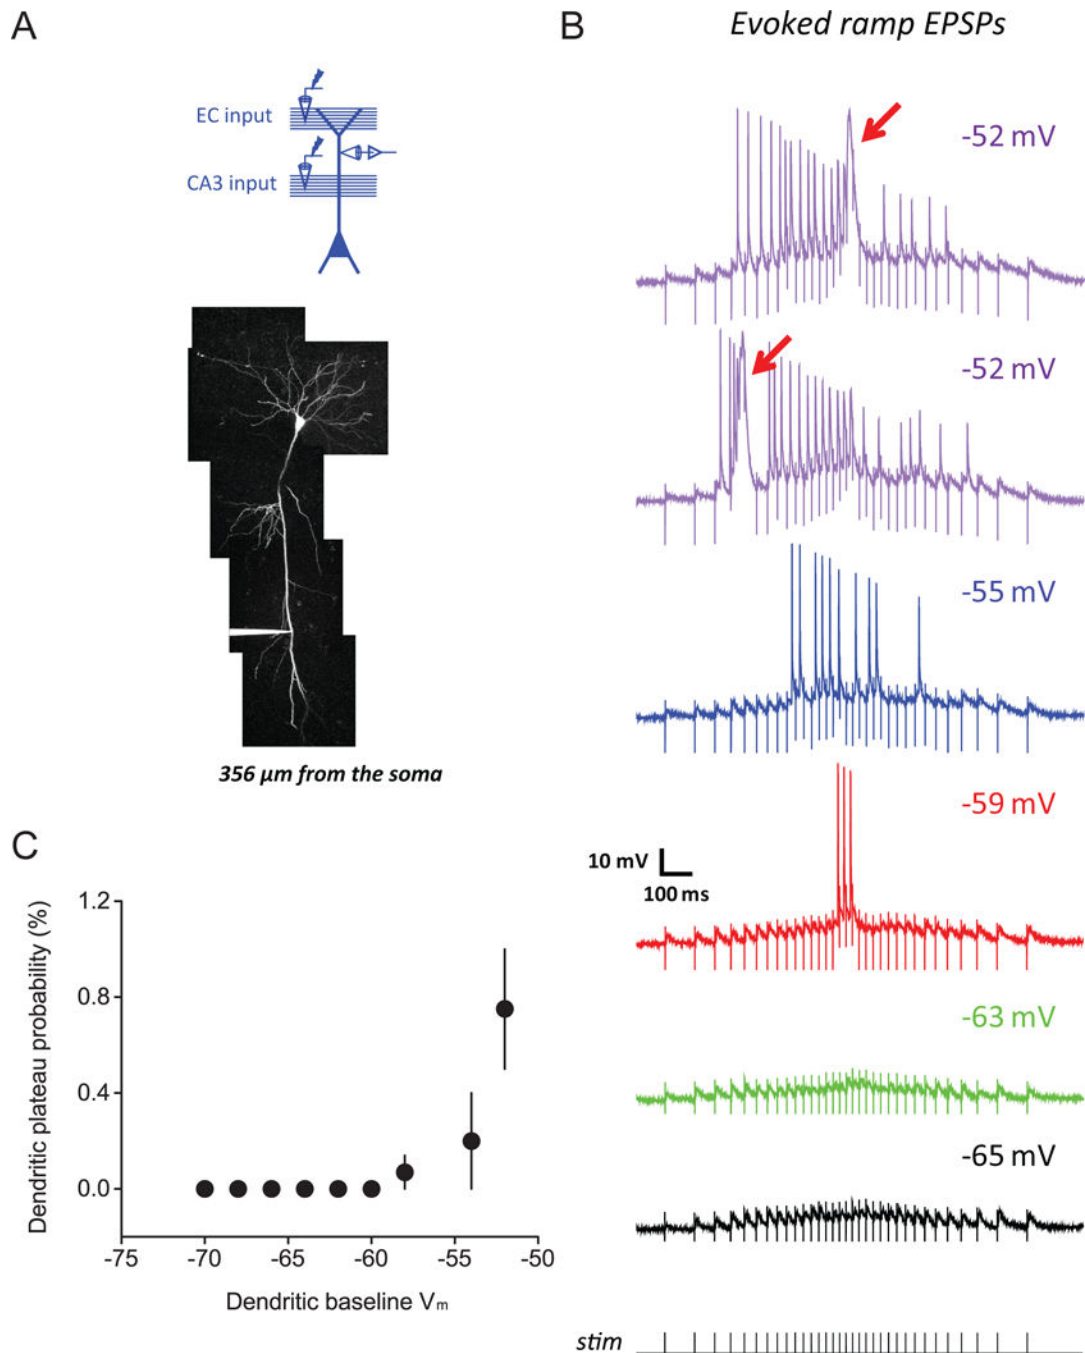 A
EC input
CA3 input
356 µm from the soma
B
Evoked ramp EPSPs
-52 mV
-52 mV
-55 mV
-59 mV
10 mV
100 ms
-63 mV
-65 mV
stim
C
Dendritic plateau probability (%)
1.2
0.8
0.4
0.0
-75 -70 -65 -60 -55 -50
Dendritic baseline Vm